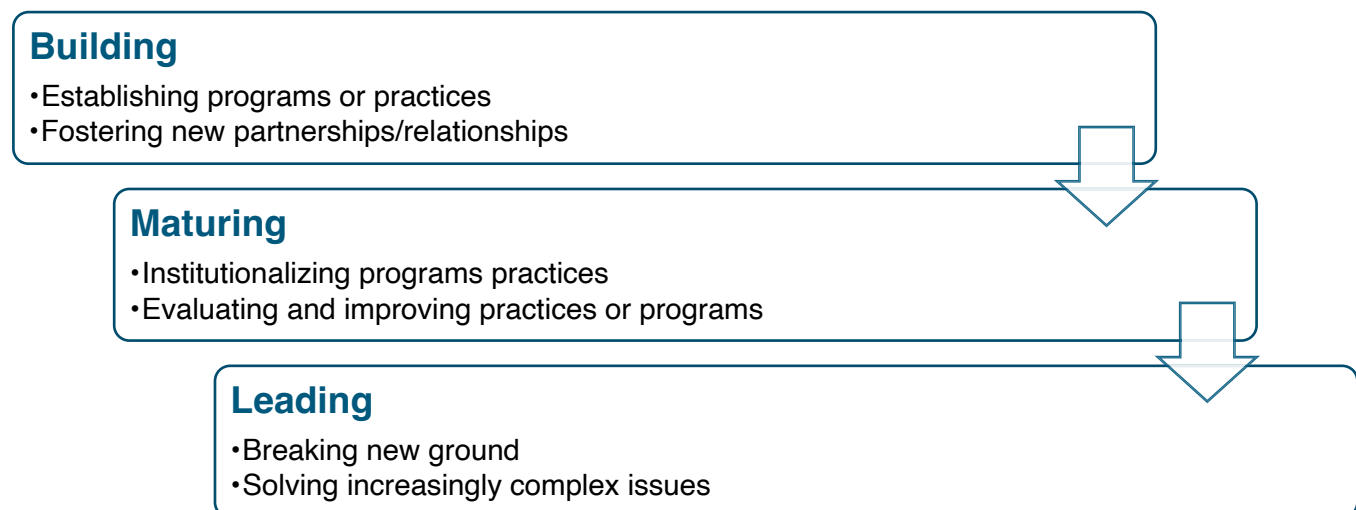 Building
•Establishing programs or practices
•Fostering new partnerships/relationships
Maturing
•Institutionalizing programs practices
•Evaluating and improving practices or programs
Leading
•Breaking new ground
•Solving increasingly complex issues